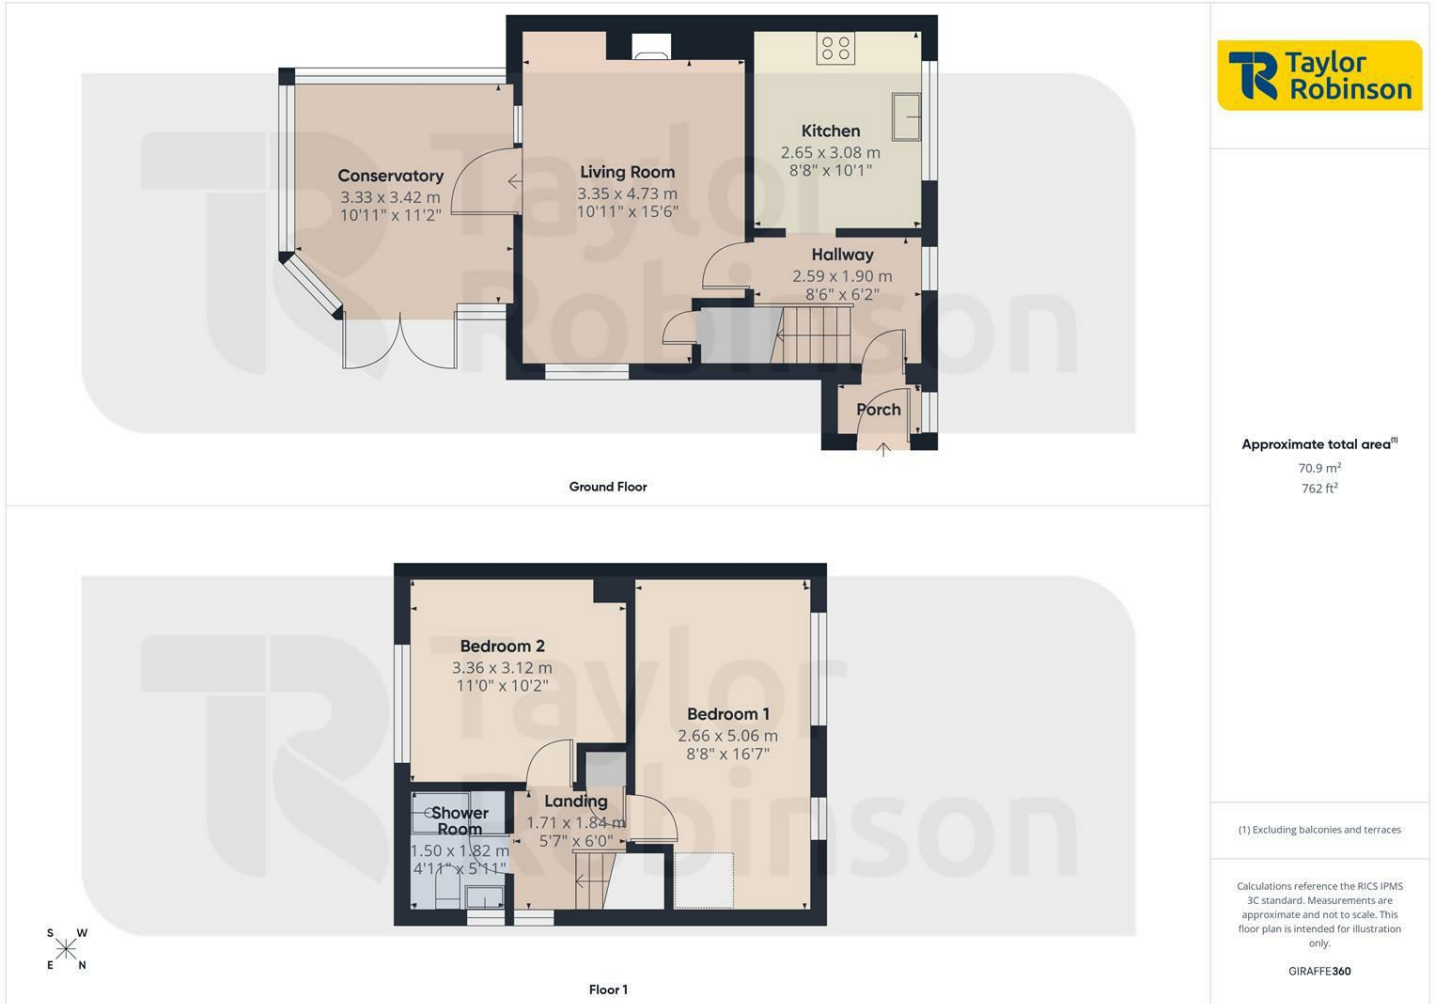 Taylor
Robinson
Conservatory
3.33 x 3.42 m
10'11" x 11'2"
Living Room
3.35 x 4.73 m
10'11" x 15'6"
Kitchen
2.65 x 3.08 m
8'8" x 10'1"
Hallway
2.59 x 1.90 m
8'6" x 6'2"
Porch
Taylor
Robinson
Ground Floor
Approximate total area(1)
70.9 m²
762 ft²
Bedroom 2
3.36 x 3.12 m
11'0" x 10'2"
Bedroom 1
2.66 x 5.06 m
8'8" x 16'7"
Landing
1.71 x 1.84 m
5'7" x 6'0"
Shower
Room
1.50 x 1.82 m
4'11" x 5'11"
Taylor
Robinson
S W
E N
Floor 1
(1) Excluding balconies and terraces
Calculations reference the RICS IPMS
3C standard. Measurements are
approximate and not to scale. This
floor plan is intended for illustration
only.
GIRAFFE360